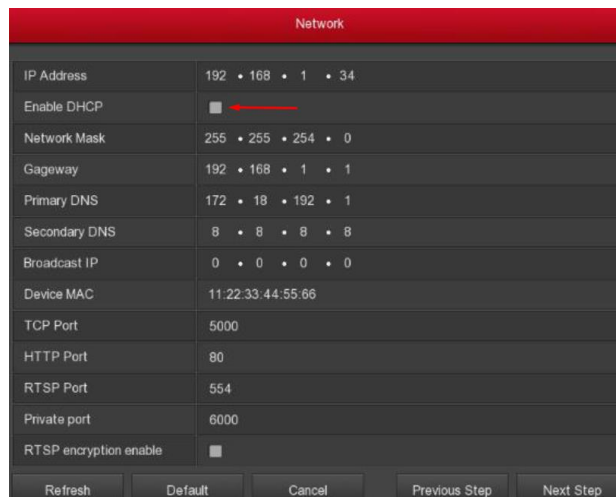 Network
IP Address 192 • 168 • 1 • 34
Enable DHCP
Network Mask 255 • 255 • 254 • 0
Gageway 192 • 168 • 1 • 1
Primary DNS 172 • 18 • 192 • 1
Secondary DNS 8 • 8 • 8 • 8
Broadcast IP 0 • 0 • 0 • 0
Device MAC 11:22:33:44:55:66
TCP Port 5000
HTTP Port 80
RTSP Port 554
Private port 6000
RTSP encryption enable
Refresh Default Cancel Previous Step Next Step